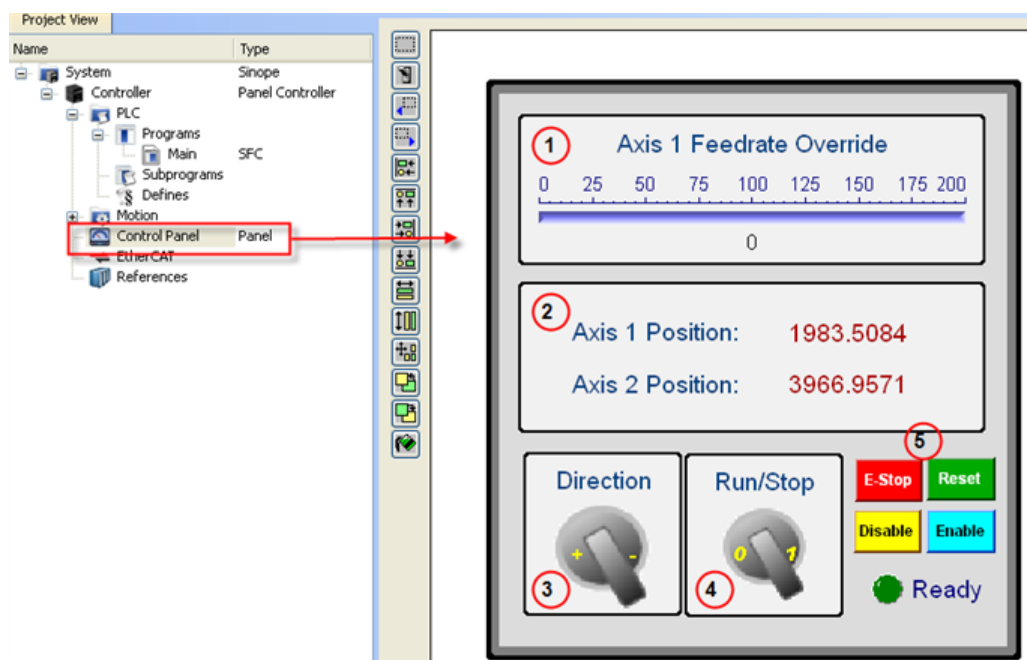 Project View
Name Type
System Sinope
Controller Panel Controller
PLC
Programs
Main SFC
Subprograms
Defines
Motion
Control Panel Panel
EtherCAT
References
1 Axis 1 Feedrate Override
0 25 50 75 100 125 150 175 200
0
2
Axis 1 Position: 1983.5084
Axis 2 Position: 3966.9571
5
Direction Run/Stop E-Stop Reset
+ - 0 1 Disable Enable
3 4 Ready